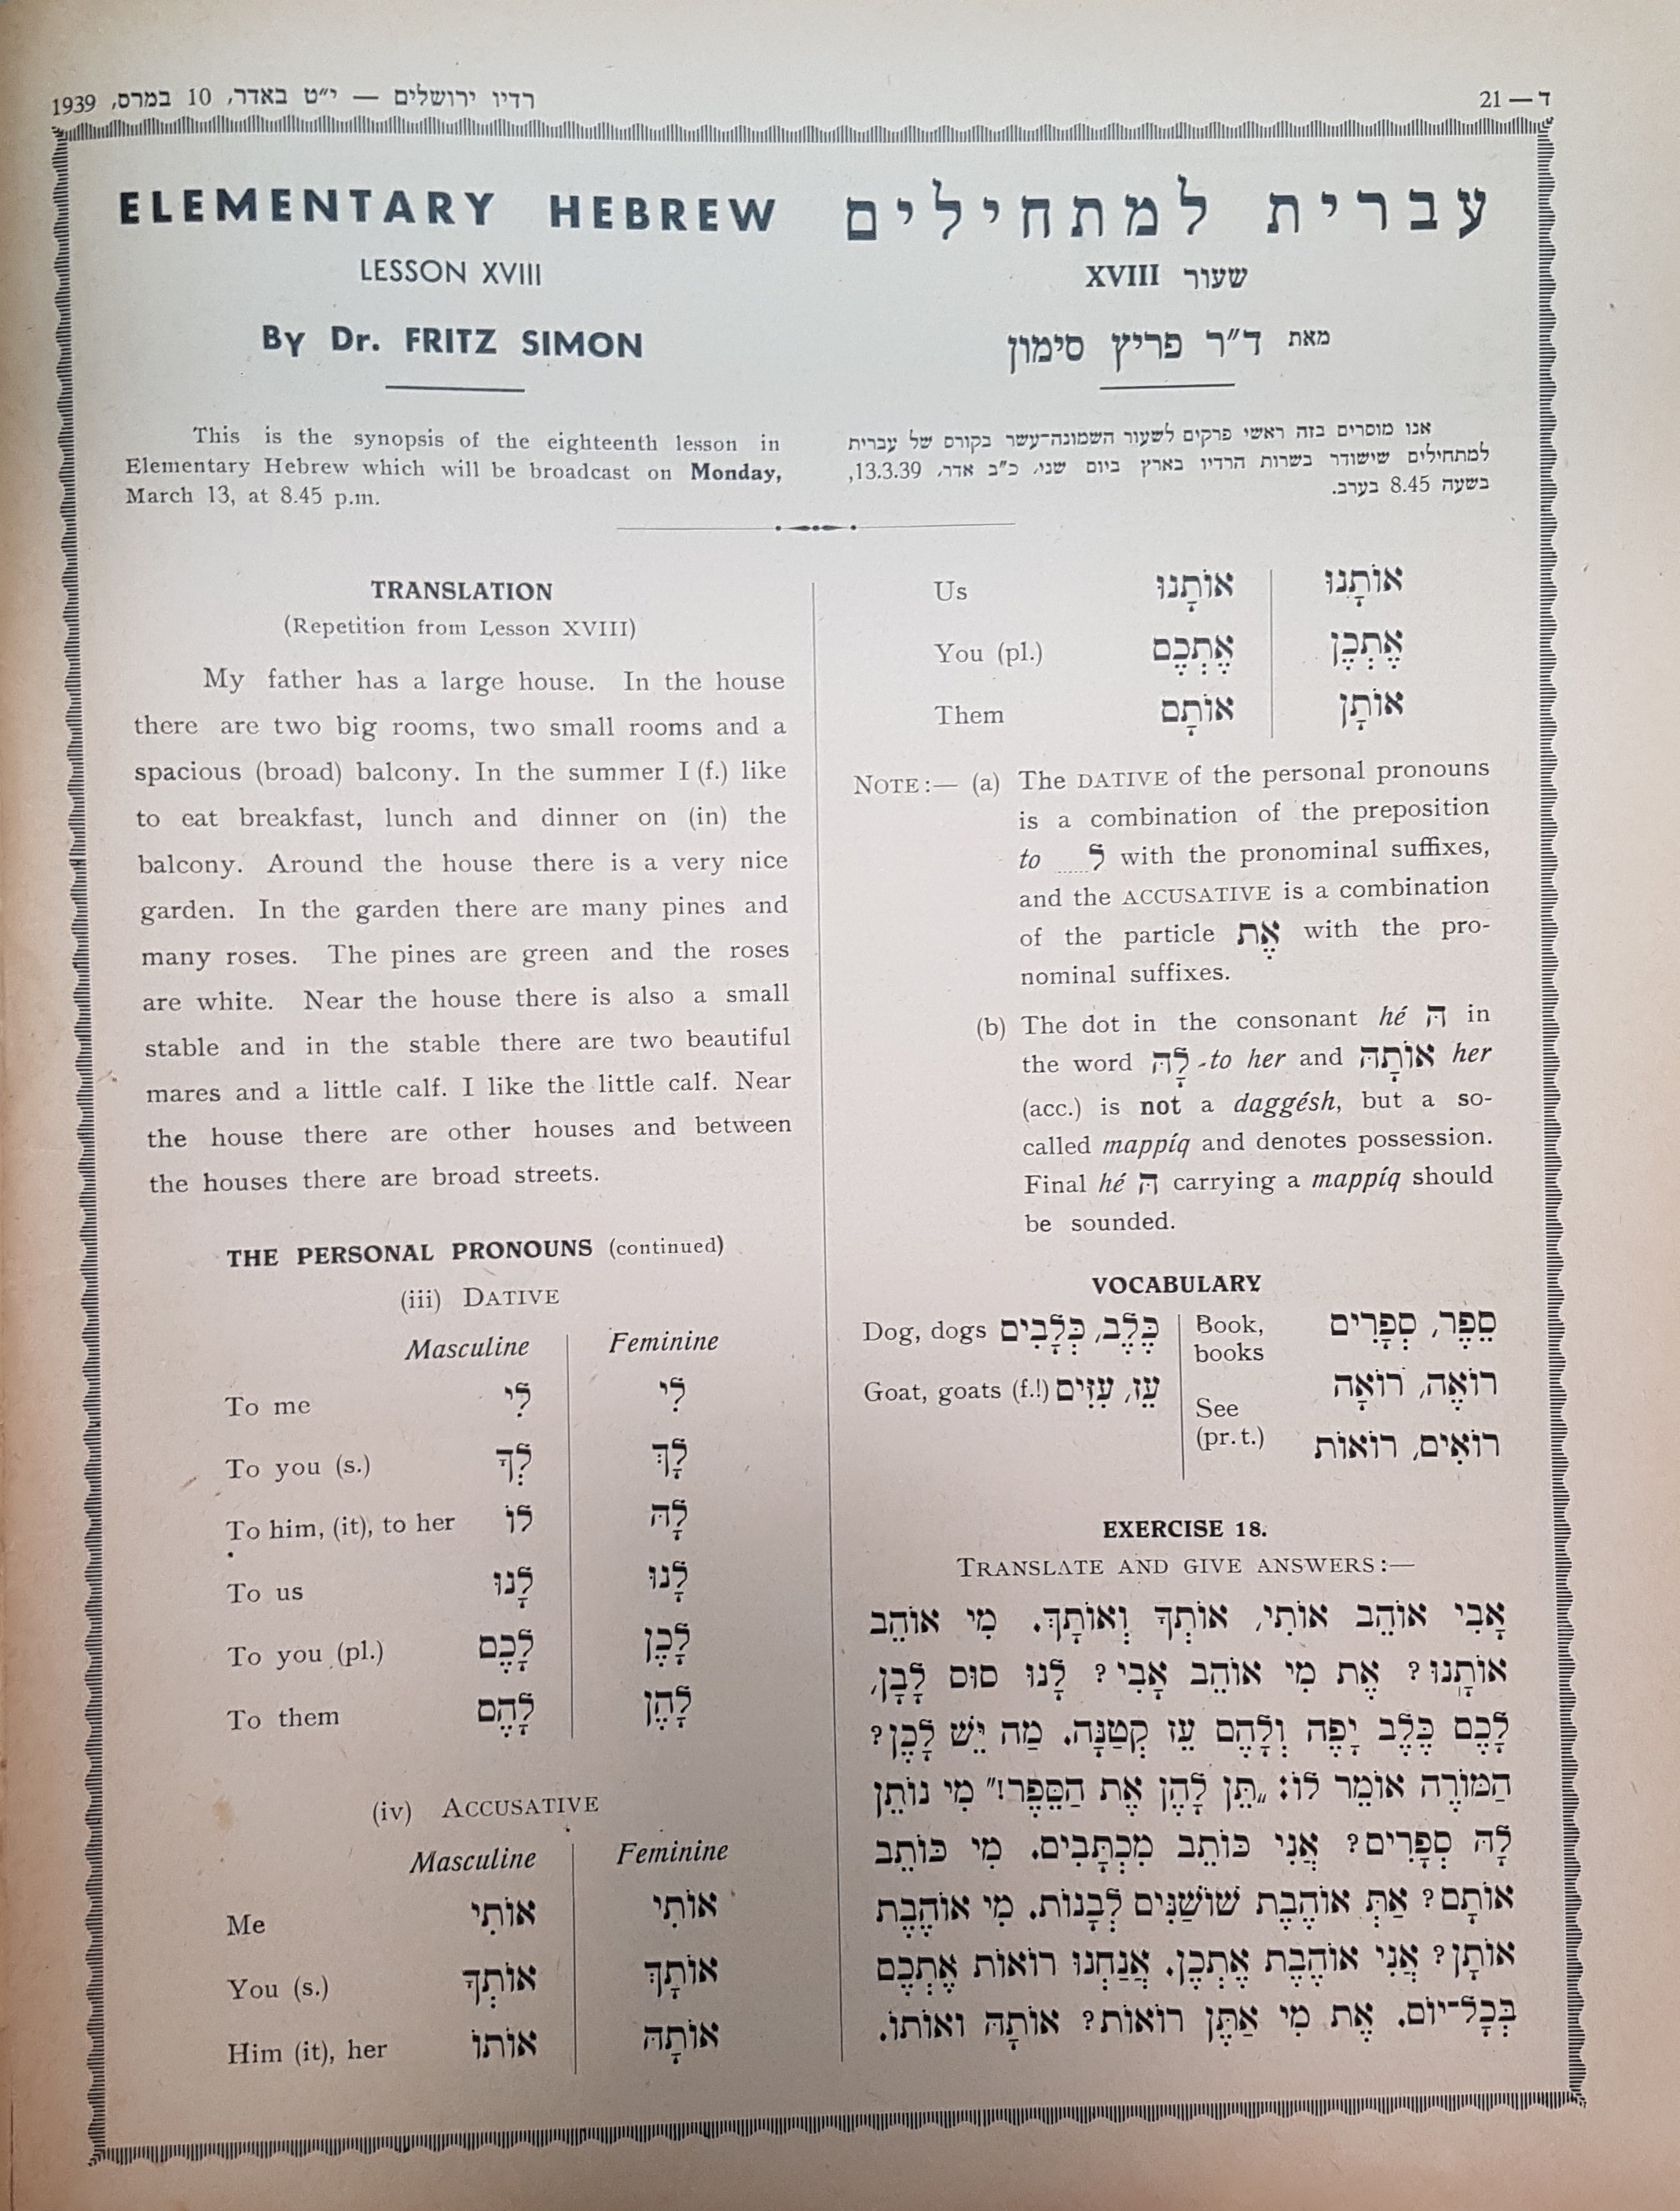 ד — 21
רדיו ירושלים — י״ט באדר, 10 במרס, 1939
ELEMENTARY HEBREW
LESSON XVIII
By Dr. FRITZ SIMON
עברית למתחילים
שעור XVIII
מאת ד״ר פריץ סימון
This is the synopsis of the eighteenth lesson in
Elementary Hebrew which will be broadcast on Monday,
March 13, at 8.45 p.m.
אנו מוסרים בזה ראשי פרקים לשעור השמונה־עשר בקורס של עברית
למתחילים שישודר בשרות הרדיו בארץ ביום שני, כ״ב אדר, 13.3.39,
בשעה 8.45 בערב.
TRANSLATION
(Repetition from Lesson XVIII)
My father has a large house. In the house
there are two big rooms, two small rooms and a
spacious (broad) balcony. In the summer I (f.) like
to eat breakfast, lunch and dinner on (in) the
balcony. Around the house there is a very nice
garden. In the garden there are many pines and
many roses. The pines are green and the roses
are white. Near the house there is also a small
stable and in the stable there are two beautiful
mares and a little calf. I like the little calf. Near
the house there are other houses and between
the houses there are broad streets.
THE PERSONAL PRONOUNS (continued)
(iii) DATIVE
Masculine Feminine
To me לִי לִי
To you (s.) לְךָ לָךְ
To him, (it), to her לוֹ לָהּ
To us לָנוּ לָנוּ
To you (pl.) לָכֶם לָכֶן
To them לָהֶם לָהֶן
(iv) ACCUSATIVE
Masculine Feminine
Me אוֹתִי אוֹתִי
You (s.) אוֹתְךָ אוֹתָךְ
Him (it), her אוֹתוֹ אוֹתָהּ
Us אוֹתָנוּ אוֹתָנוּ
You (pl.) אֶתְכֶם אֶתְכֶן
Them אוֹתָם אוֹתָן
NOTE:— (a) The DATIVE of the personal pronouns
is a combination of the preposition
to ......לְ with the pronominal suffixes,
and the ACCUSATIVE is a combination
of the particle אֶת with the pro-
nominal suffixes.
(b) The dot in the consonant hé הּ in
the word לָהּ - to her and אוֹתָהּ her
(acc.) is not a daggésh, but a so-
called mappíq and denotes possession.
Final hé הּ carrying a mappíq should
be sounded.
VOCABULARY
Dog, dogs כֶּלֶב, כְּלָבִים
Goat, goats (f.!) עֵז, עִזִּים
Book,
books
סֵפֶר, סְפָרִים
See
(pr. t.)
רוֹאֶה, רוֹאָה
רוֹאִים, רוֹאוֹת
EXERCISE 18.
TRANSLATE AND GIVE ANSWERS:—
אָבִי אוֹהֵב אוֹתִי, אוֹתְךָ וְאוֹתָךְ. מִי אוֹהֵב
אוֹתָנוּ? אֶת מִי אוֹהֵב אָבִי? לָנוּ סוּס לָבָן,
לָכֶם כֶּלֶב יָפֶה וְלָהֶם עֵז קְטַנָּה. מַה יֵּשׁ לָכֶן?
הַמּוֹרֶה אוֹמֵר לוֹ: „תֵּן לָהֶן אֶת הַסֵּפֶר!״ מִי נוֹתֵן
לָהּ סְפָרִים? אֲנִי כּוֹתֵב מִכְתָּבִים. מִי כּוֹתֵב
אוֹתָם? אַתְּ אוֹהֶבֶת שׁוֹשַׁנִּים לְבָנוֹת. מִי אוֹהֶבֶת
אוֹתָן? אֲנִי אוֹהֶבֶת אֶתְכֶן. אֲנַחְנוּ רוֹאוֹת אֶתְכֶם
בְּכָל־יוֹם. אֶת מִי אַתֶּן רוֹאוֹת? אוֹתָהּ ואוֹתוֹ.